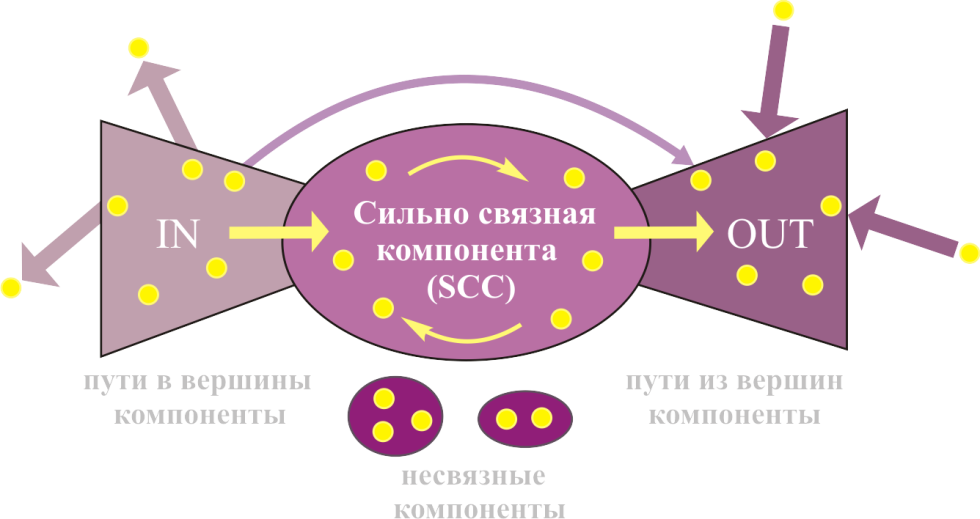 IN
Сильно связная
компонента
(SCC)
OUT
пути в вершины
компоненты
пути из вершин
компоненты
несвязные
компоненты